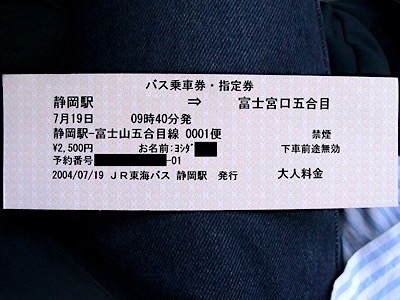 バス乗車券・指定券
静岡駅 ⇒ 富士宮口五合目
7月19日 09時40分発
静岡駅-富士山五合目線 0001便 禁煙
¥2,500円 お名前:ﾖｼﾀﾞ 下車前途無効
予約番号 -01
2004/07/19 ＪＲ東海バス 静岡駅 発行 大人料金